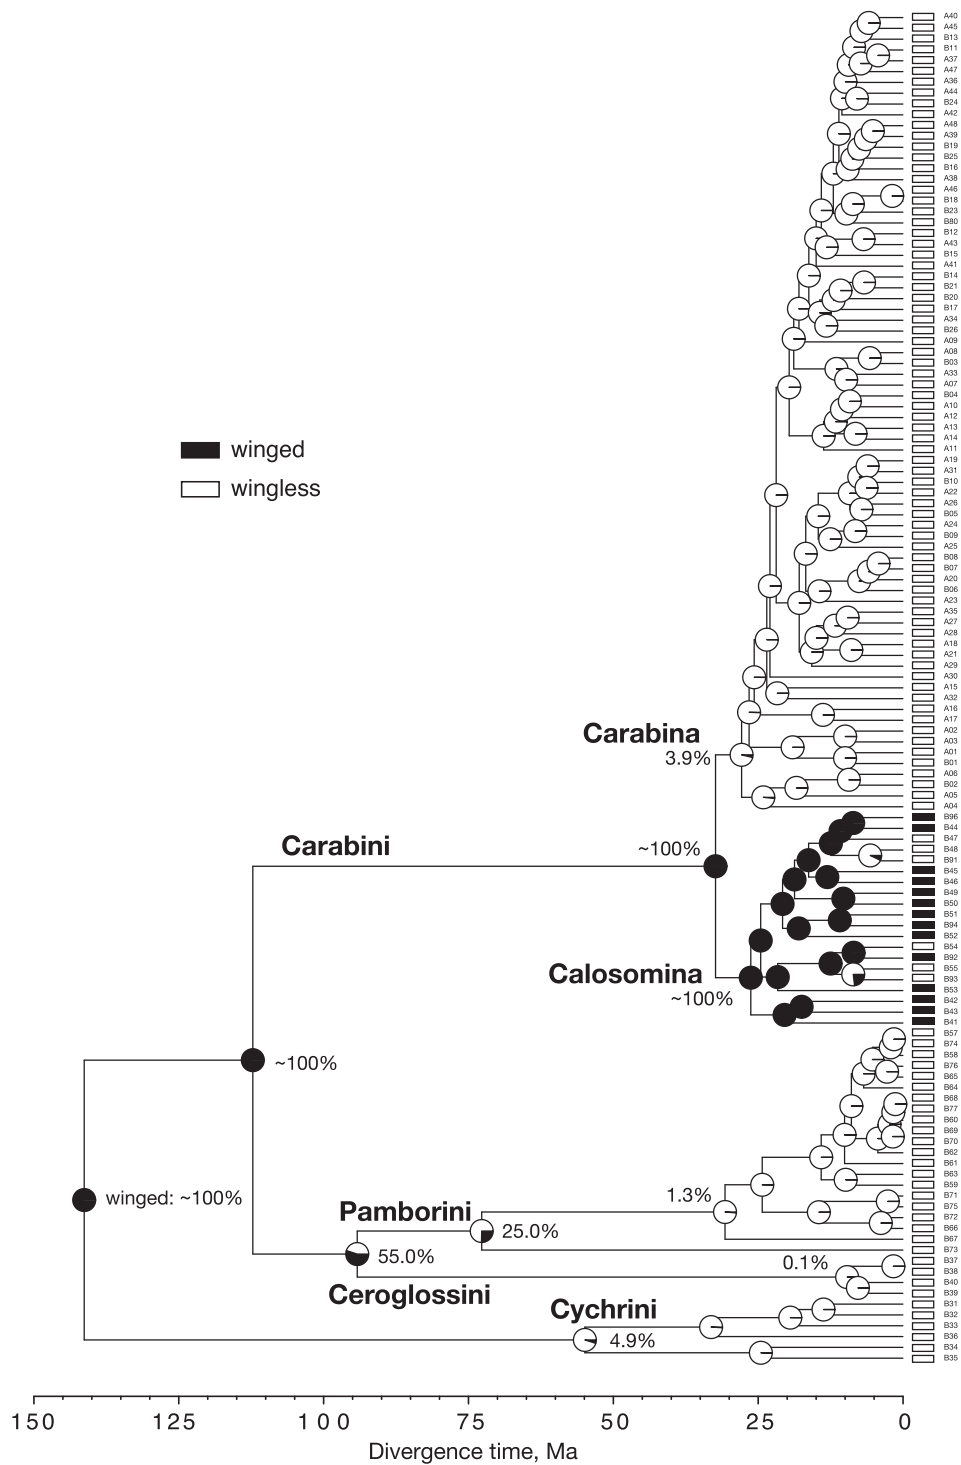 A40
A45
B13
B11
A37
A47
A36
A44
B24
A42
A48
A39
B19
B25
B16
A38
A46
B18
B23
B80
B12
A43
B15
A41
B14
B21
B20
B17
A34
B26
A09
A08
B03
A33
A07
B04
A10
A12
A13
A14
A11
winged
wingless
A19
A31
B10
A22
A26
B05
A24
B09
A25
B08
B07
A20
B06
A23
A35
A27
A28
A18
A21
A29
A30
A15
A32
A16
A17
Carabina
3.9%
A02
A03
A01
B01
A06
B02
A05
A04
B96
B44
B47
B48
B91
Carabini
~100%
B45
B46
B49
B50
B51
B94
B52
B54
B92
B55
B93
B53
Calosomina
~100%
B42
B43
B41
B57
B74
B58
B76
B65
B64
~100%
B68
B77
B60
B69
B70
B62
B61
B63
B59
B71
B75
B72
B66
B67
B73
winged: ~100%
1.3%
Pamborini
25.0%
55.0%
0.1%
B37
B38
B40
B39
Ceroglossini
Cychrini
4.9%
B31
B32
B33
B36
B34
B35
150 125 100 75 50 25 0
Divergence time, Ma